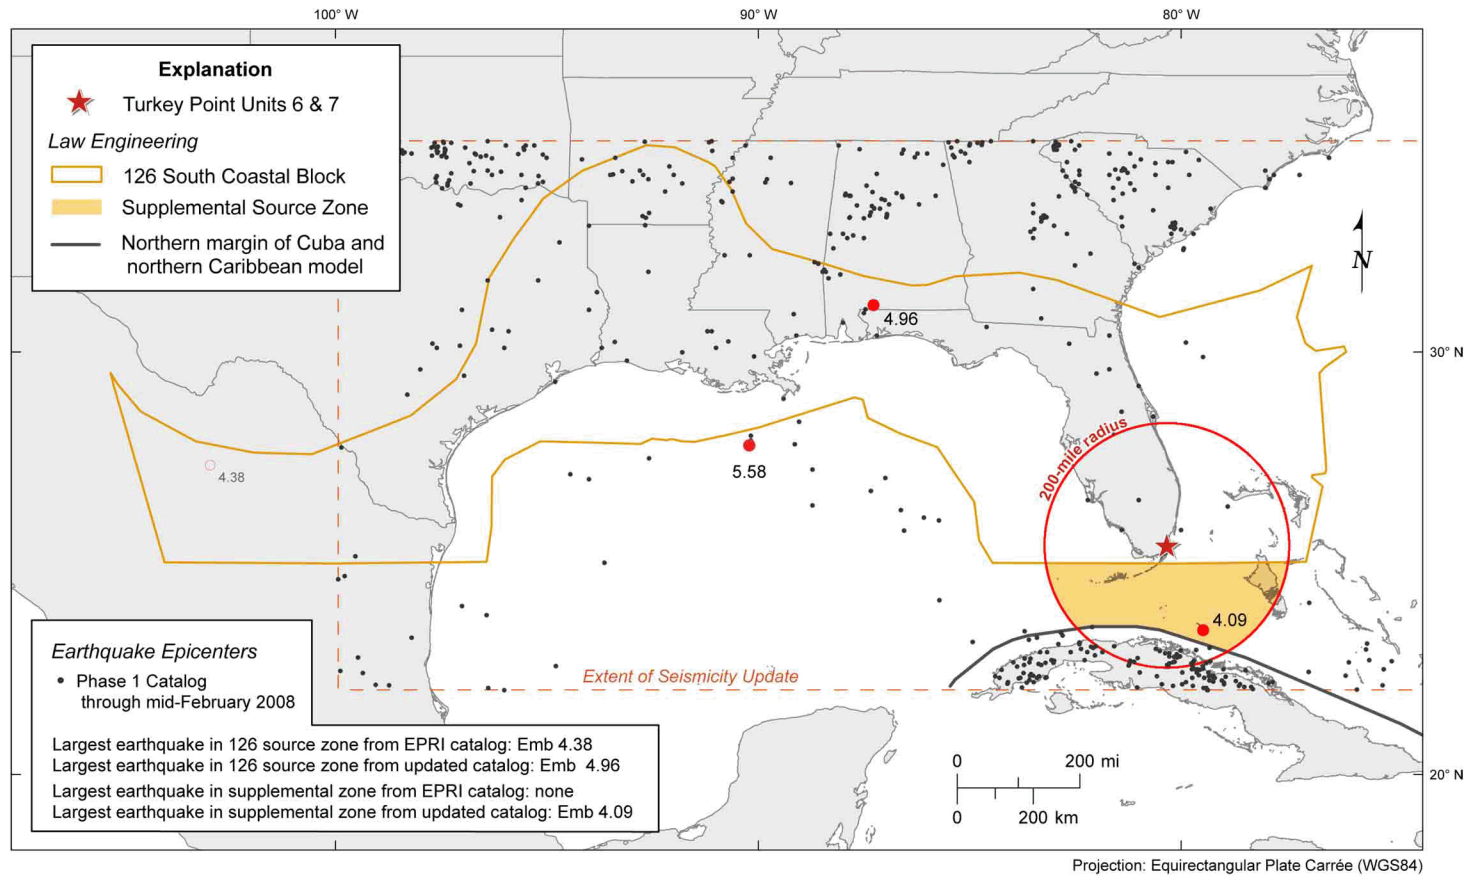 100° W
90° W
80° W
Explanation
Turkey Point Units 6 & 7
Law Engineering
126 South Coastal Block
Supplemental Source Zone
Northern margin of Cuba and
northern Caribbean model
N
4.96
30° N
200-mile radius
5.58
4.38
4.09
Earthquake Epicenters
Phase 1 Catalog
through mid-February 2008
Extent of Seismicity Update
Largest earthquake in 126 source zone from EPRI catalog: Emb 4.38
Largest earthquake in 126 source zone from updated catalog: Emb 4.96
Largest earthquake in supplemental zone from EPRI catalog: none
Largest earthquake in supplemental zone from updated catalog: Emb 4.09
0 200 mi
0 200 km
20° N
Projection: Equirectangular Plate Carrée (WGS84)